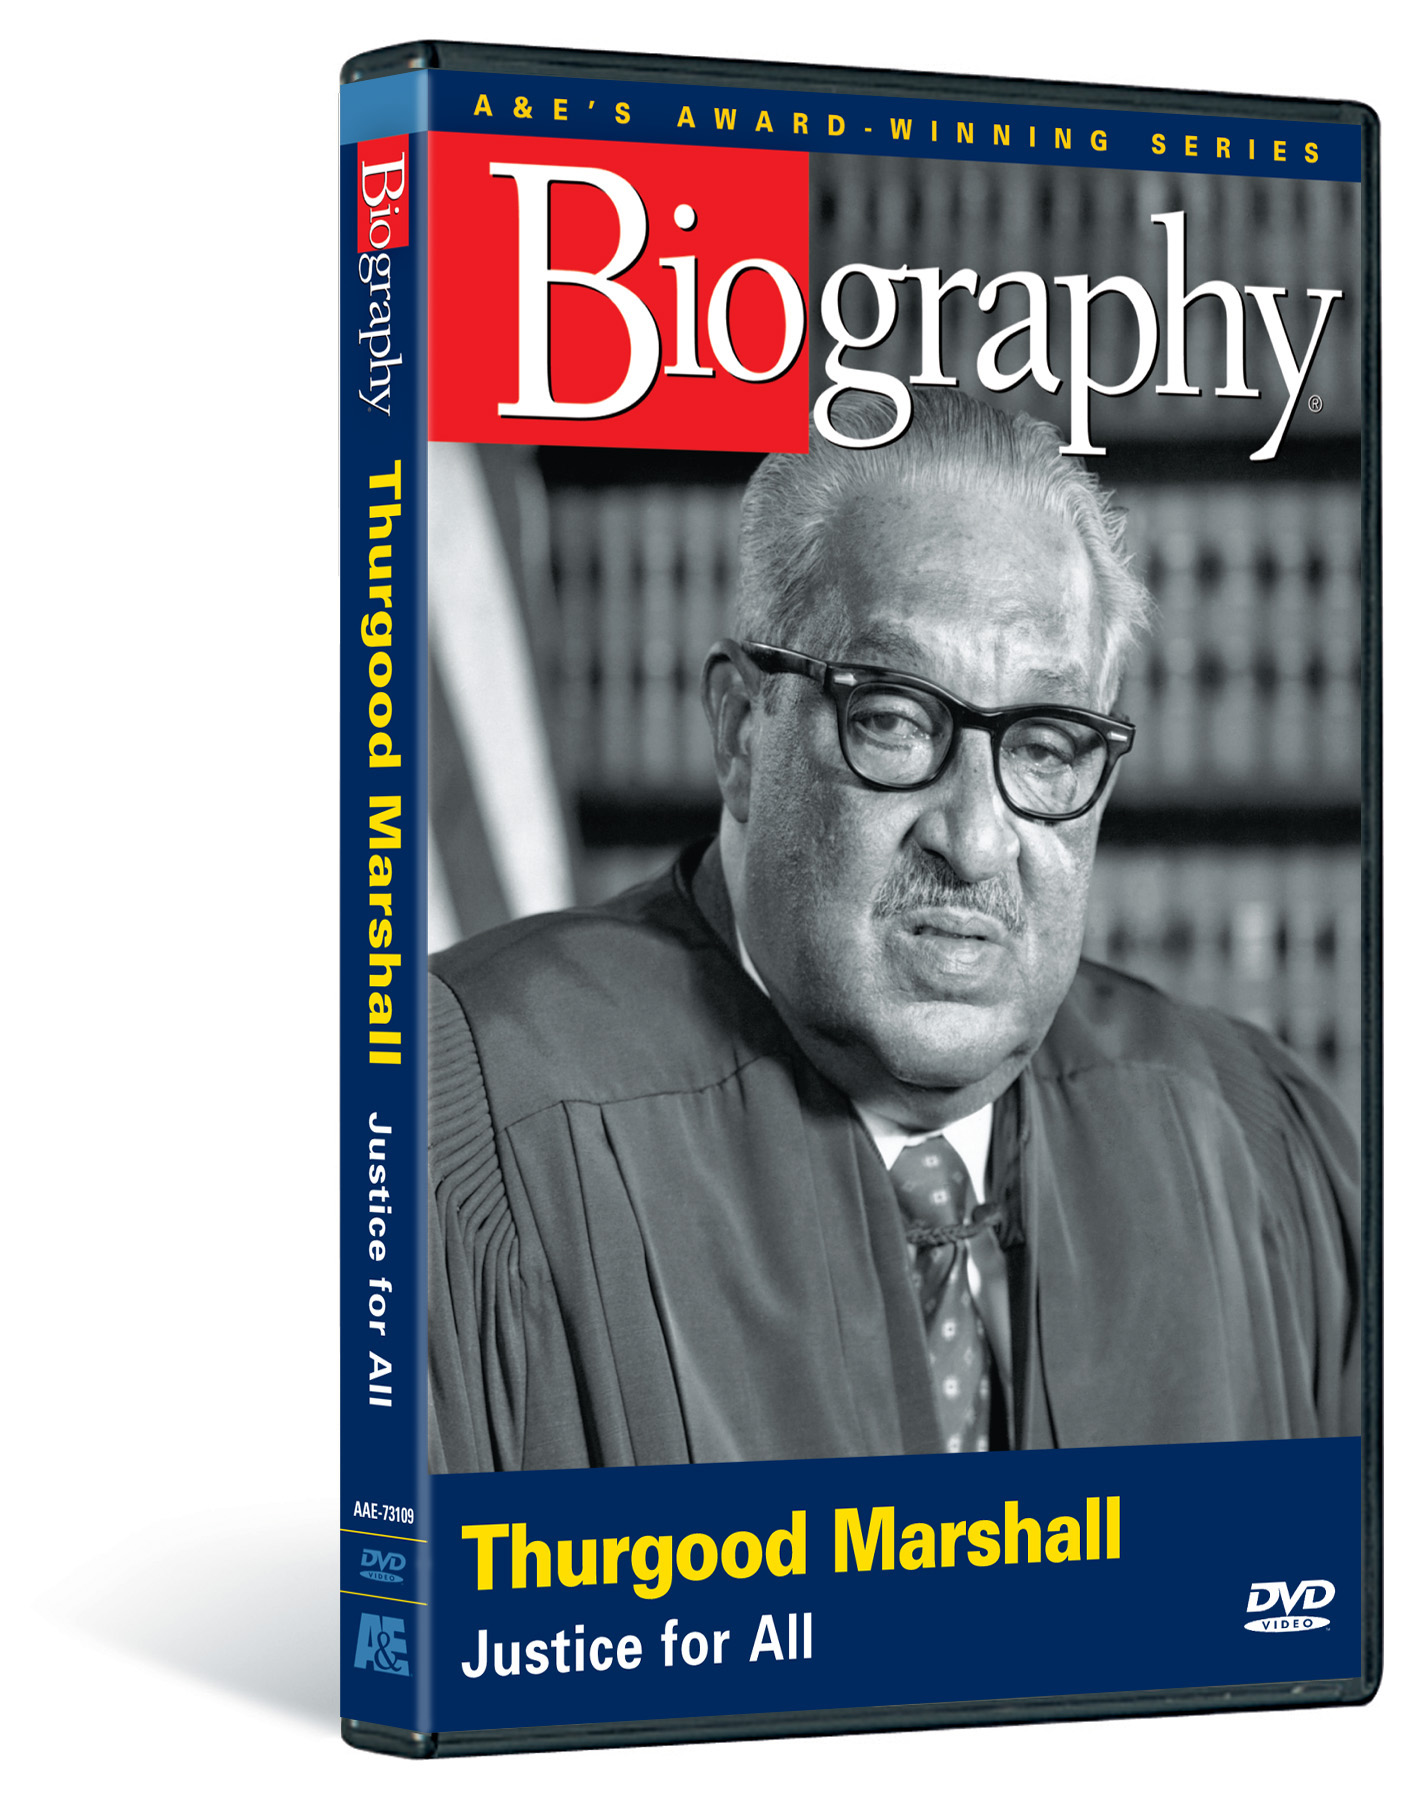 A&E'S AWARD-WINNING SERIES
Biography®
Thurgood Marshall
Justice for All
DVD
VIDEO
Biography
Thurgood Marshall Justice for All
AAE-73109
DVD
VIDEO
A&E